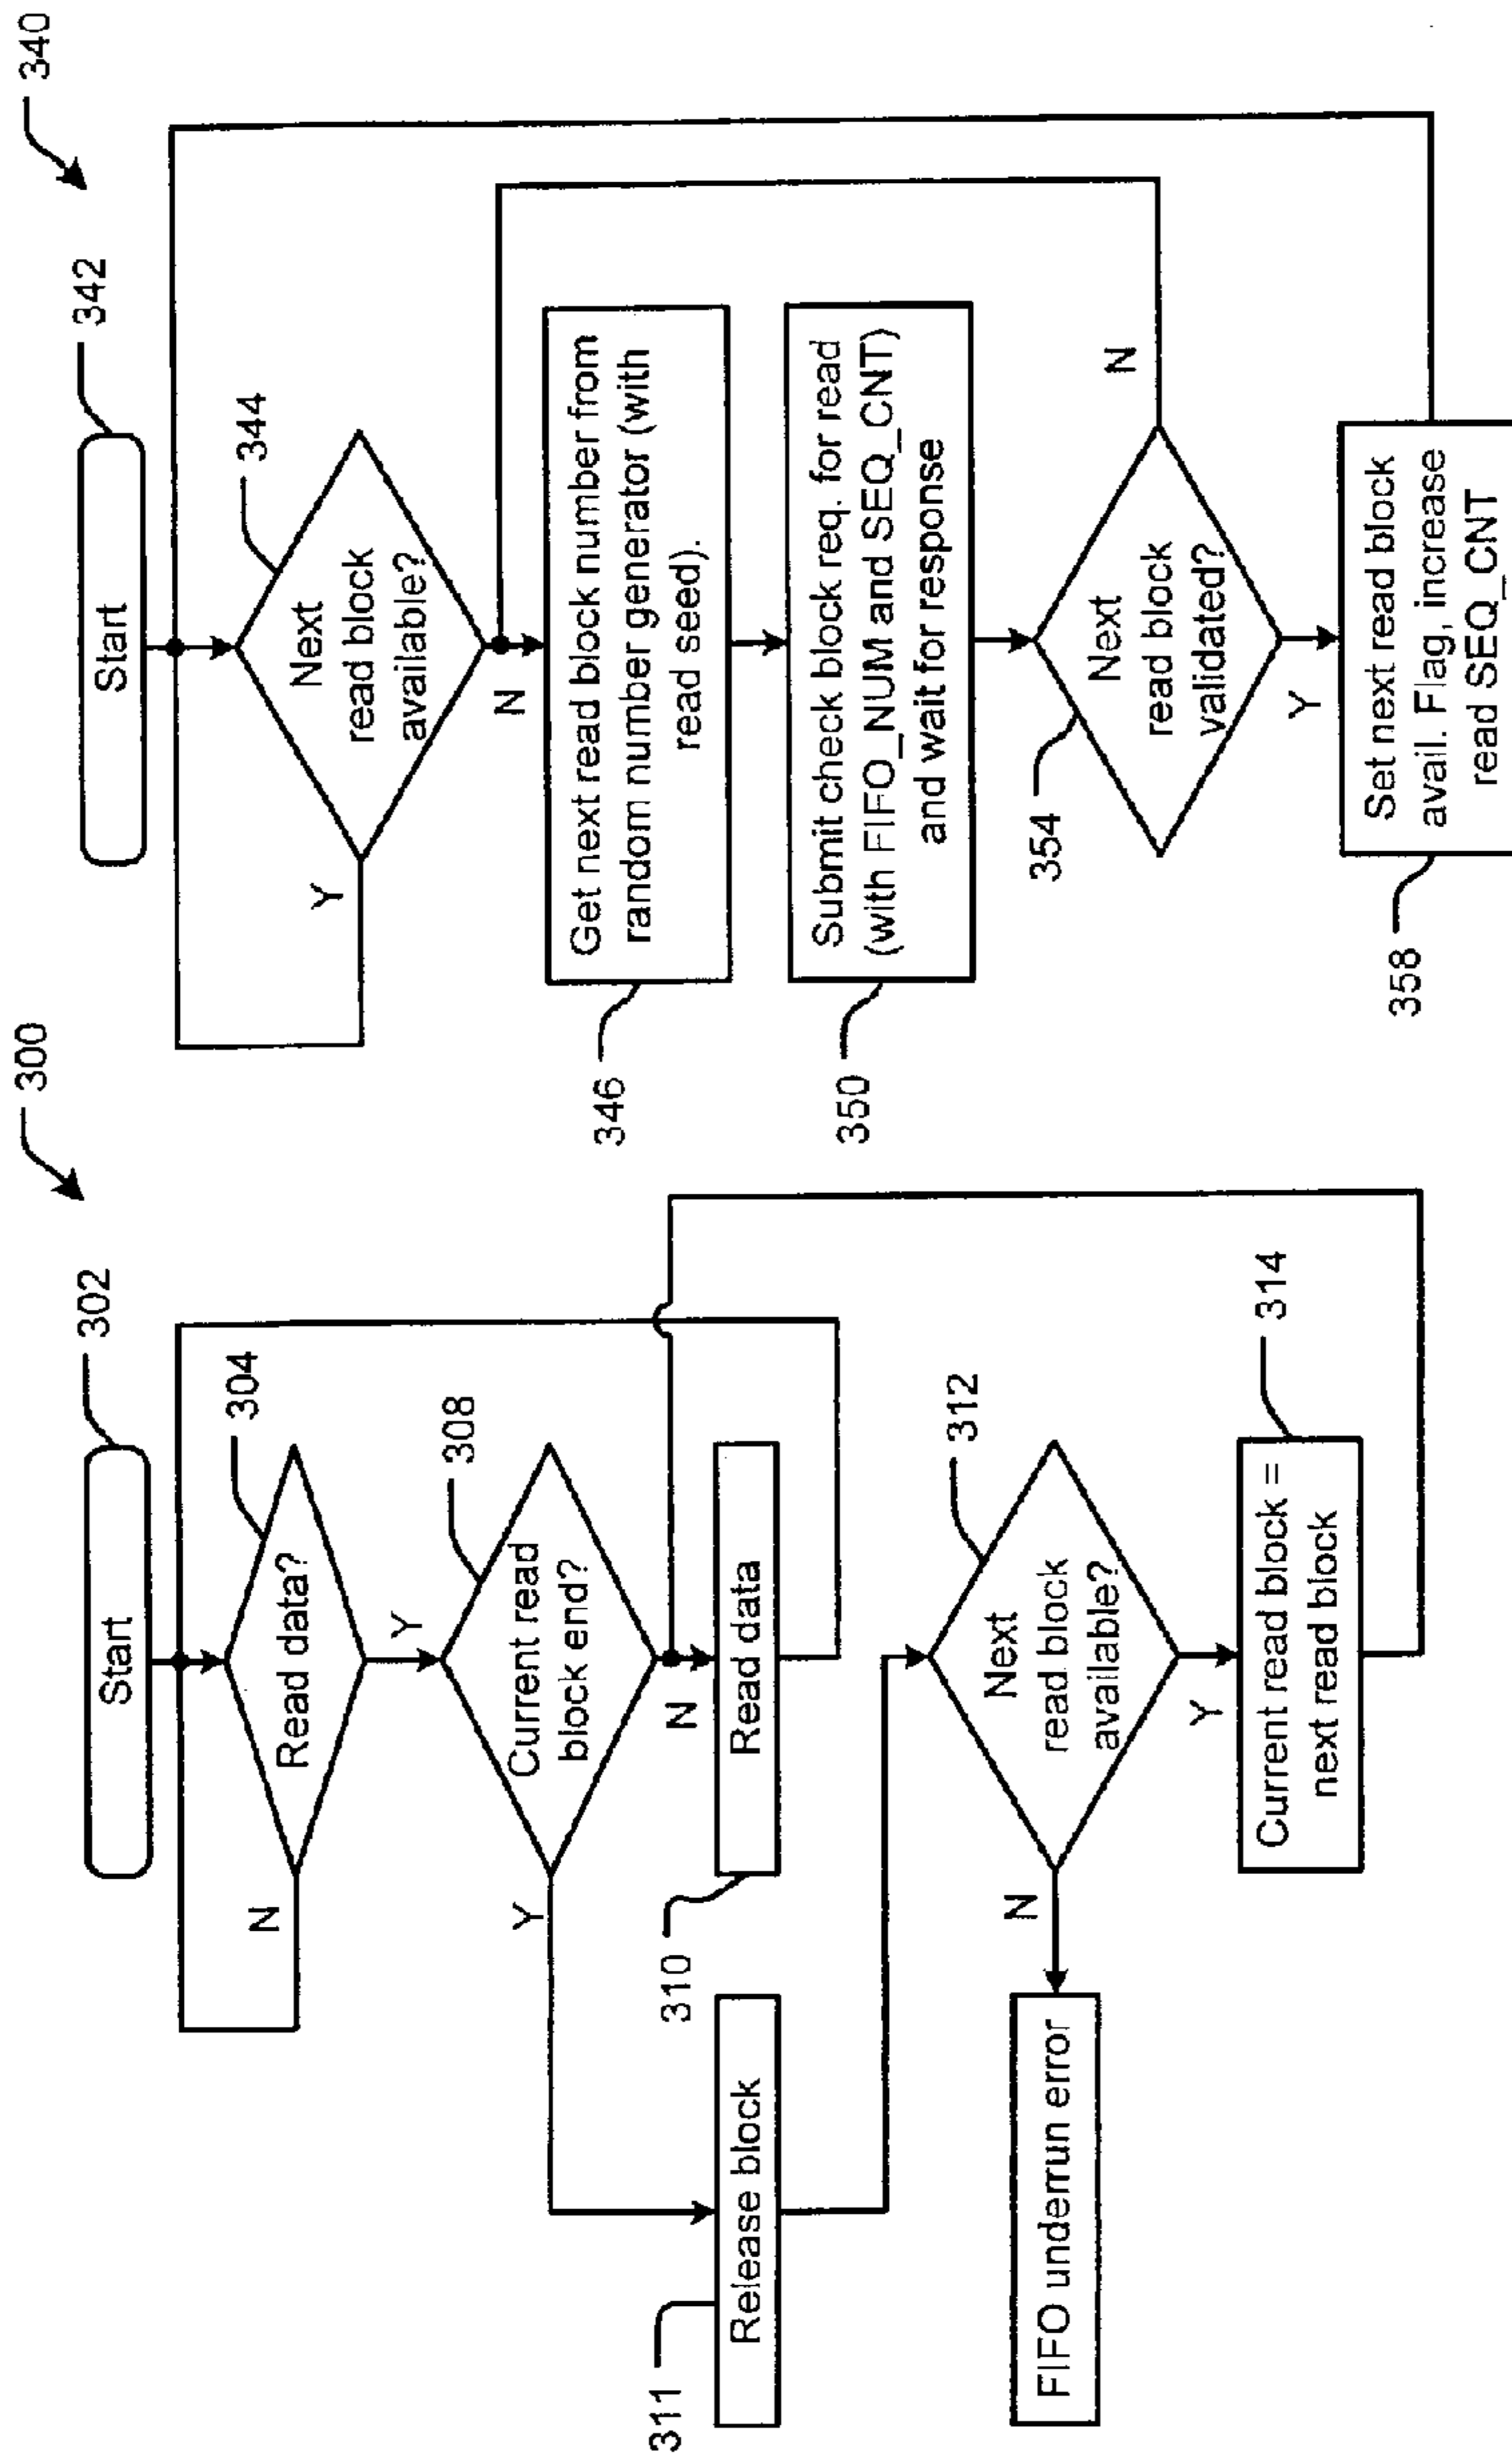 300
302
Start
304
Read data?
N
Y
308
Current read
block end?
Y
N
310
Read data
311
Release block
312
Next
read block
available?
N
Y
FIFO underrun error
314
Current read block =
next read block
340
342
Start
344
Next
read block
available?
Y
N
346
Get next read block number from
random number generator (with
read seed).
350
Submit check block req. for read
(with FIFO_NUM and SEQ_CNT)
and wait for response
354
Next
read block
validated?
N
Y
358
Set next read block
avail. Flag, increase
read SEQ_CNT